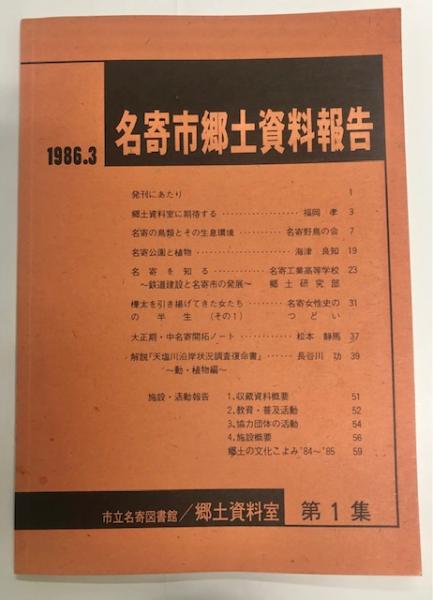 1986.3
名寄市郷土資料報告
発刊にあたり 1
郷土資料室に期待する ………………… 福岡 孝 3
名寄の鳥類とその生息環境 ……… 名寄野鳥の会 7
名寄公園と植物 ………………… 海津 良知 19
名寄を知る ………………… 名寄工業高等学校 23
～鉄道建設と名寄市の発展～ 郷土研究部
樺太を引き揚げてきた女たち ……… 名寄女性史の 31
の半生（その1） つどい
大正期・中名寄開拓ノート ………… 松本 静馬 37
解説『天塩川沿岸状況調査復命書』…… 長谷川 功 39
～動・植物編～
施設・活動報告 1.収蔵資料概要 51
2.教育・普及活動 52
3.協力団体の活動 54
4.施設概要 56
郷土の文化こよみ'84～'85 59
市立名寄図書館／郷土資料室 第1集